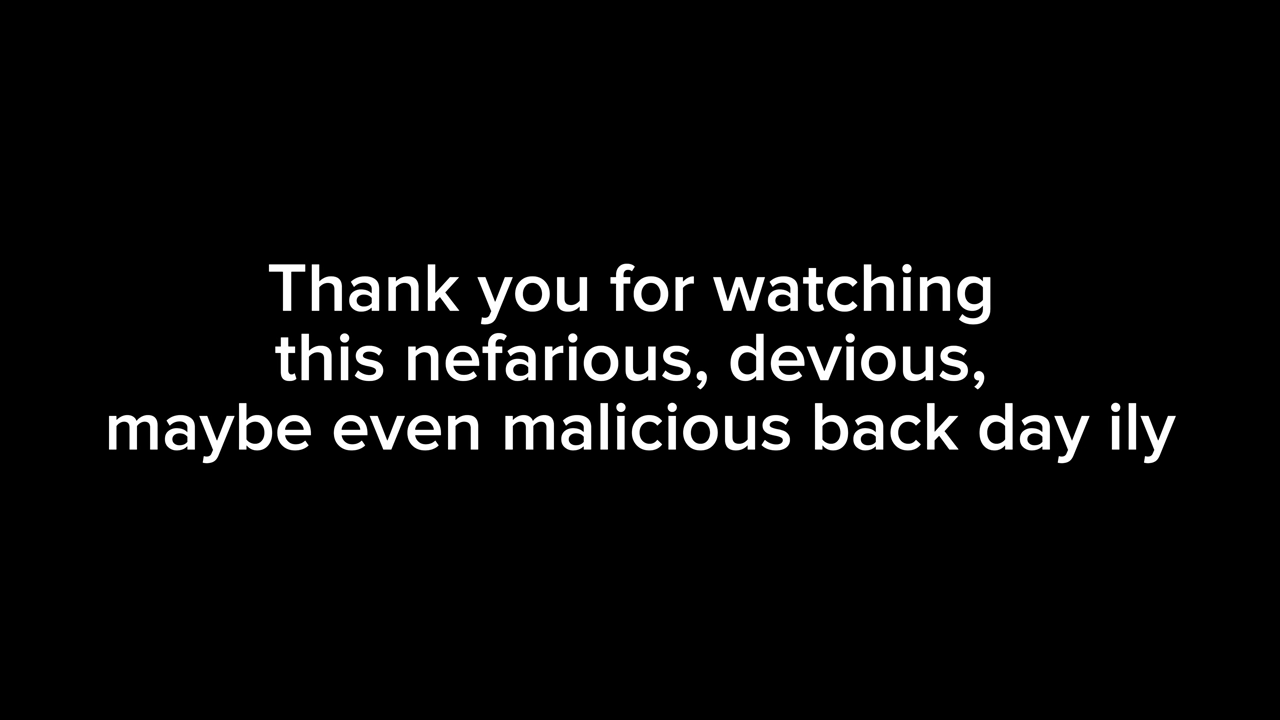 Thank you for watching
this nefarious, devious,
maybe even malicious back day ily